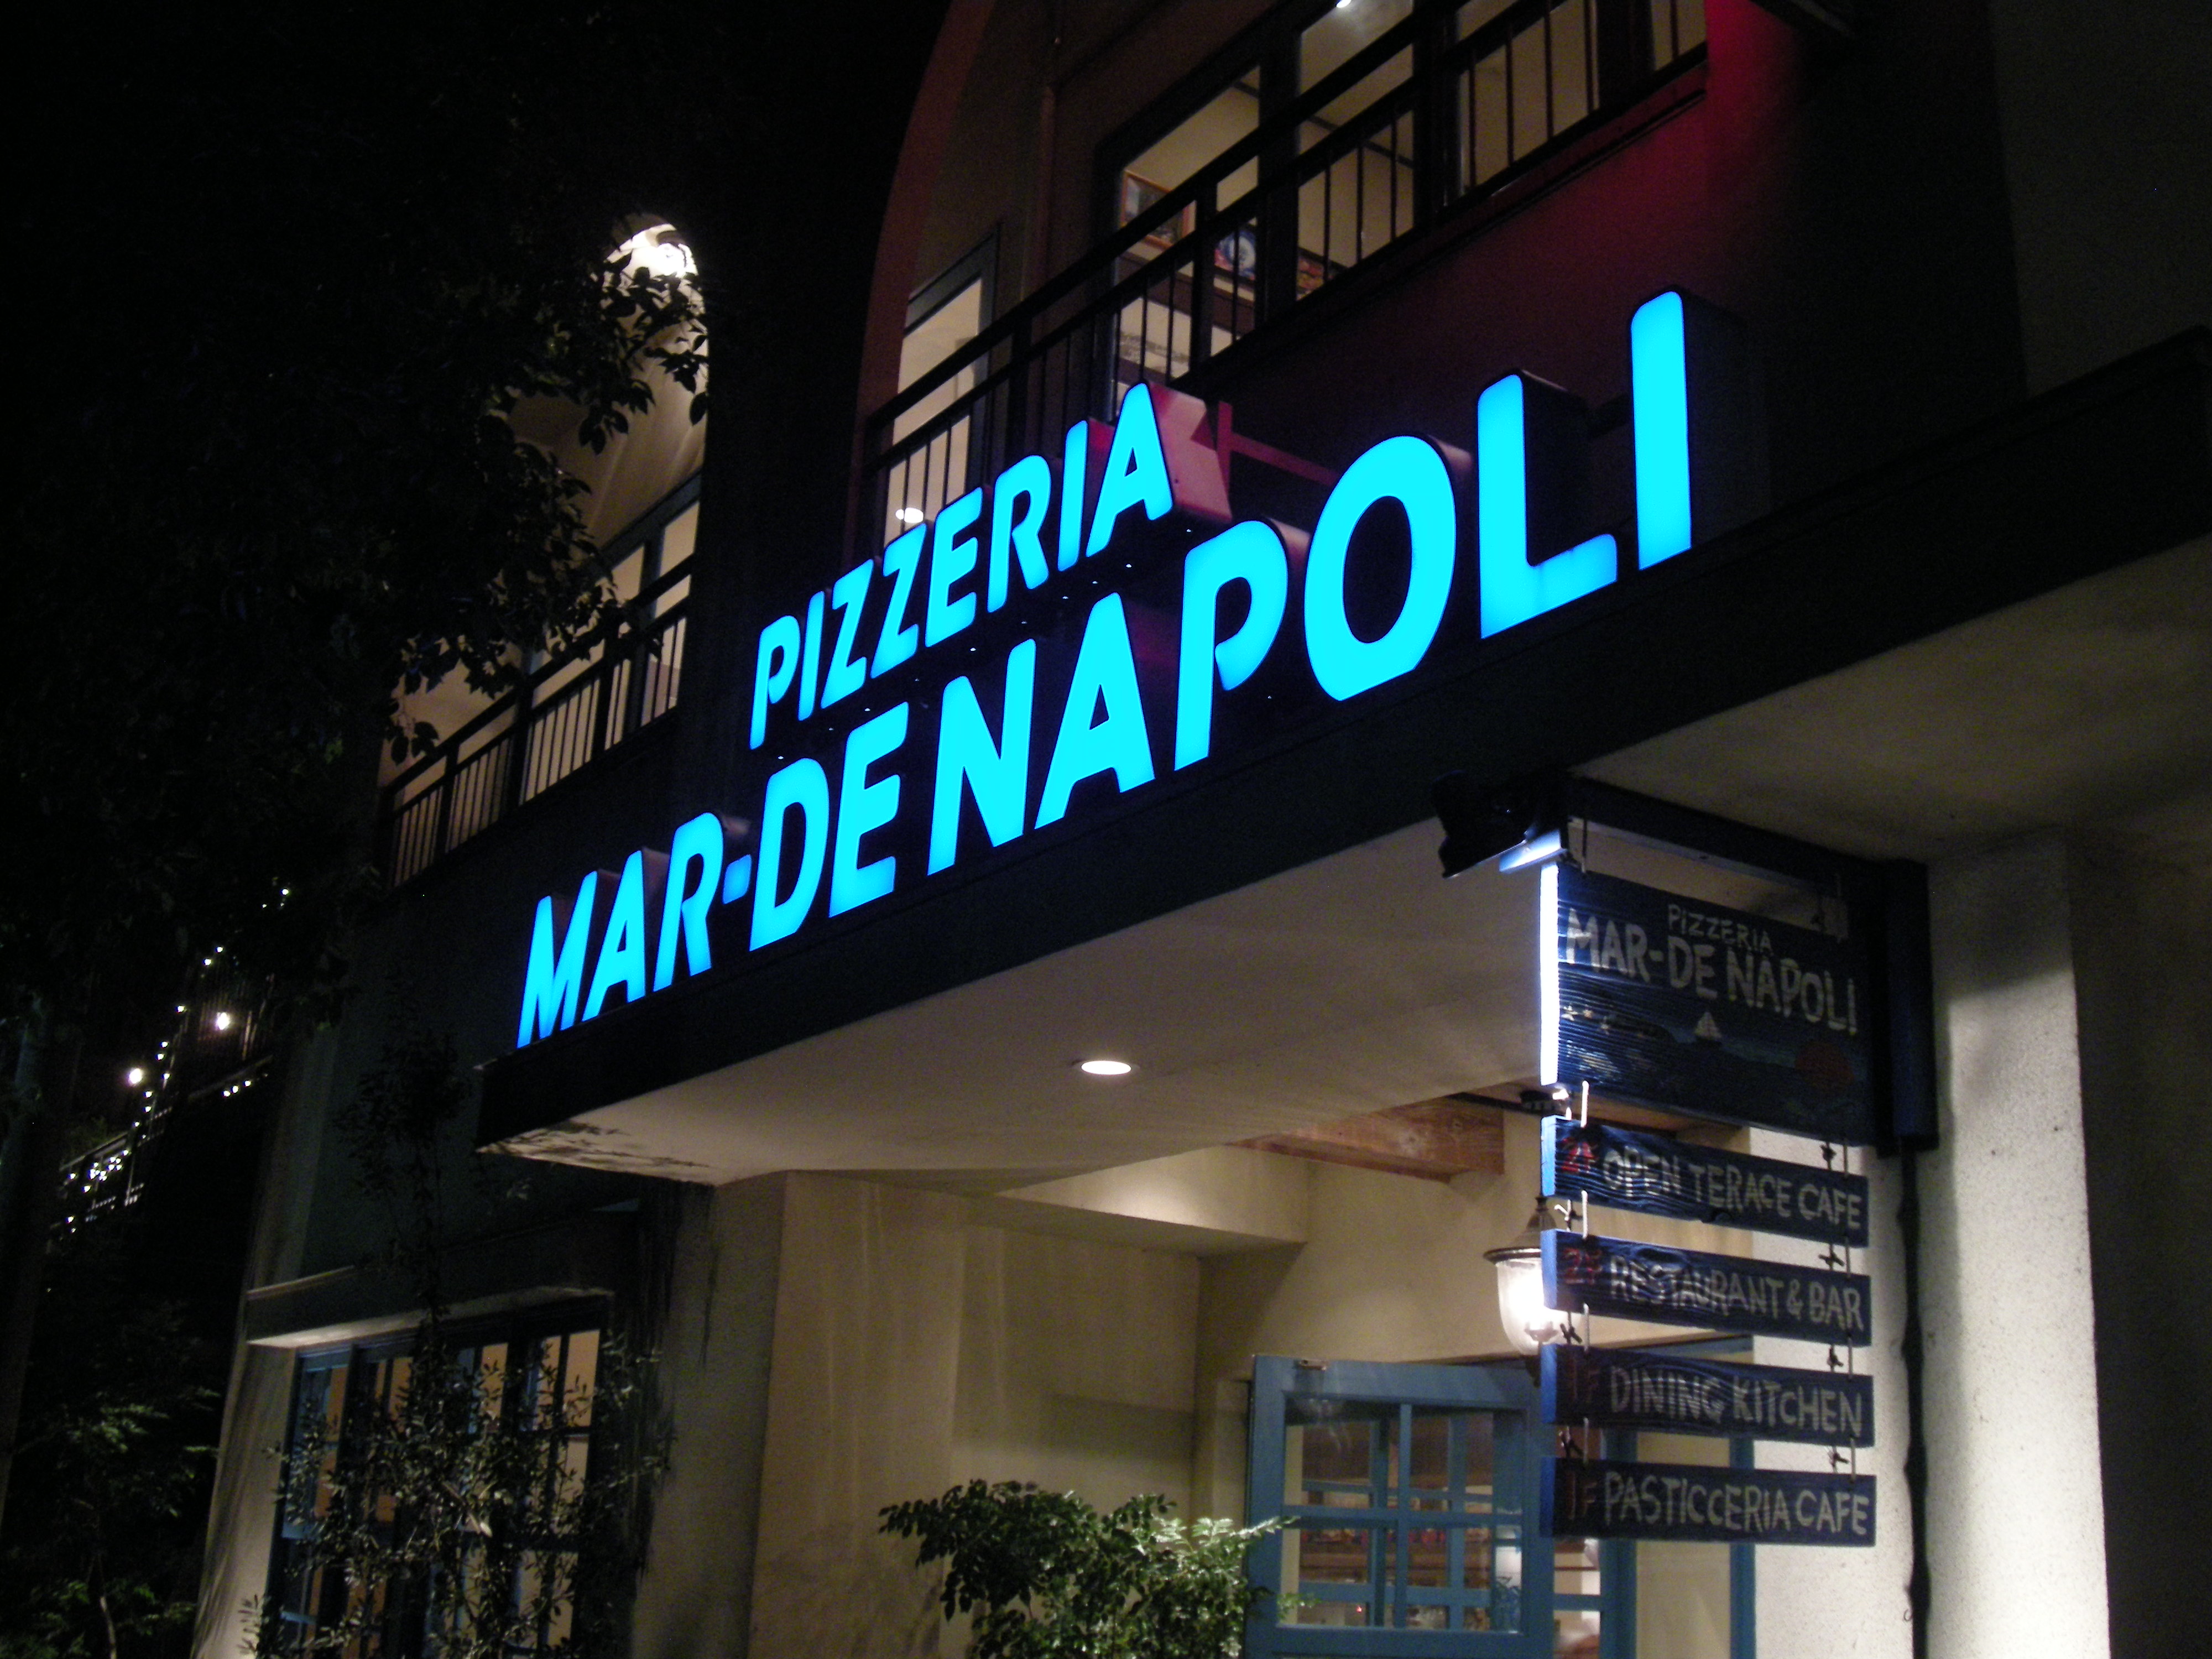 PIZZERIA
MAR-DE NAPOLI
PIZZERIA
MAR-DE NAPOLI
OPEN TERACE CAFE
2F RESTAURANT & BAR
1F DINING KITCHEN
1F PASTICCERIA CAFE